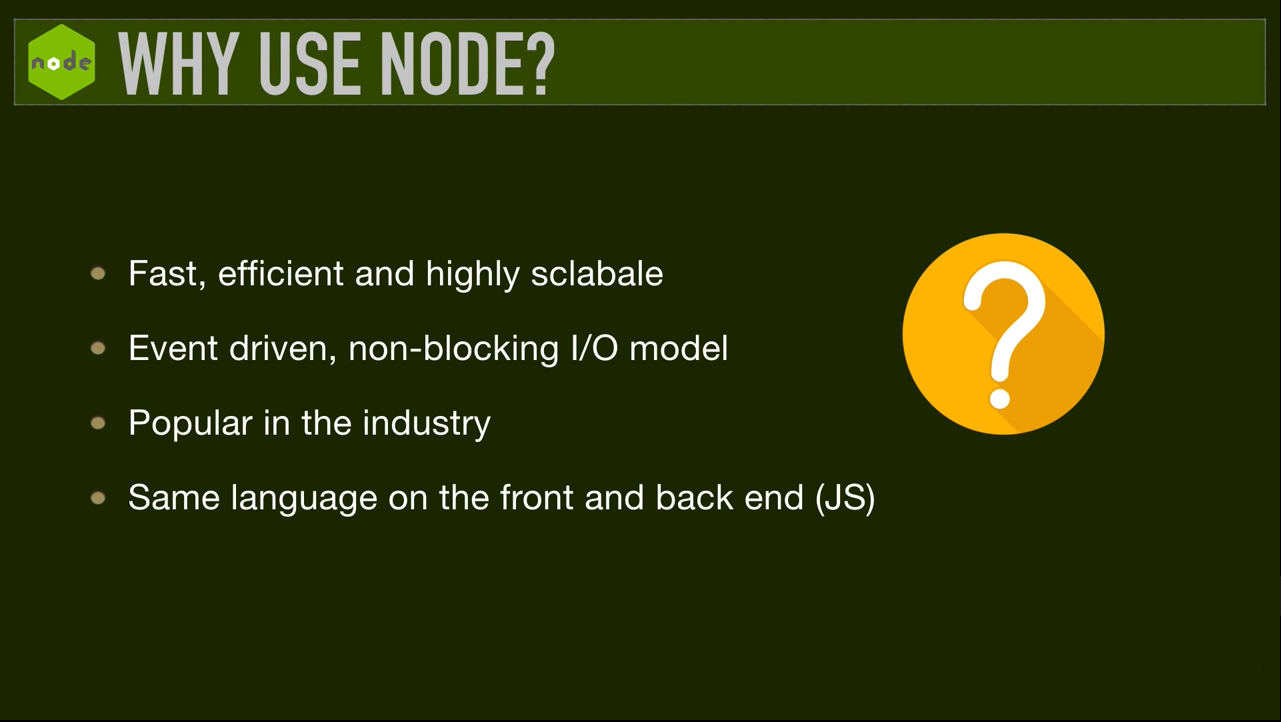 node
WHY USE NODE?
Fast, efficient and highly sclabale
Event driven, non-blocking I/O model
Popular in the industry
Same language on the front and back end (JS)
?